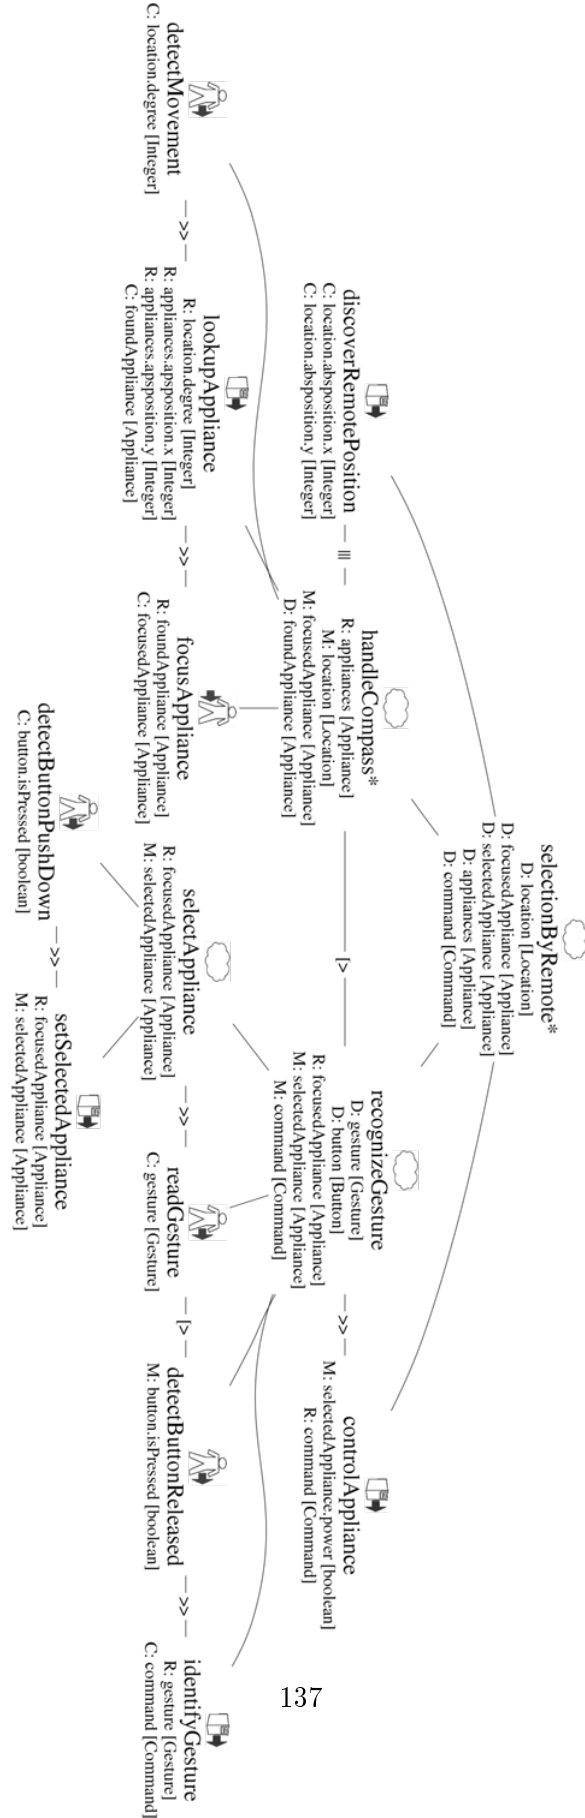 selectionByRemote*
D: location [Location]
D: focusedAppliance [Appliance]
D: selectedAppliance [Appliance]
D: appliances [Appliance]
D: command [Command]
discoverRemotePosition
C: location.absposition.x [Integer]
C: location.absposition.y [Integer]
|||
handleCompass*
R: appliances [Appliance]
M: location [Location]
M: focusedAppliance [Appliance]
D: foundAppliance [Appliance]
[>
recognizeGesture
D: gesture [Gesture]
D: button [Button]
R: focusedAppliance [Appliance]
M: selectedAppliance [Appliance]
M: command [Command]
>>
controlAppliance
M: selectedAppliance.power [boolean]
R: command [Command]
detectMovement
C: location.degree [Integer]
>>
lookupAppliance
R: location.degree [Integer]
R: appliances.apsposition.x [Integer]
R: appliances.apsposition.y [Integer]
C: foundAppliance [Appliance]
>>
focusAppliance
R: foundAppliance [Appliance]
C: focusedAppliance [Appliance]
selectAppliance
R: focusedAppliance [Appliance]
M: selectedAppliance [Appliance]
>>
readGesture
C: gesture [Gesture]
[>
detectButtonReleased
M: button.isPressed [boolean]
>>
identifyGesture
R: gesture [Gesture]
C: command [Command]
detectButtonPushDown
C: button.isPressed [boolean]
>>
setSelectedAppliance
R: focusedAppliance [Appliance]
M: selectedAppliance [Appliance]
137